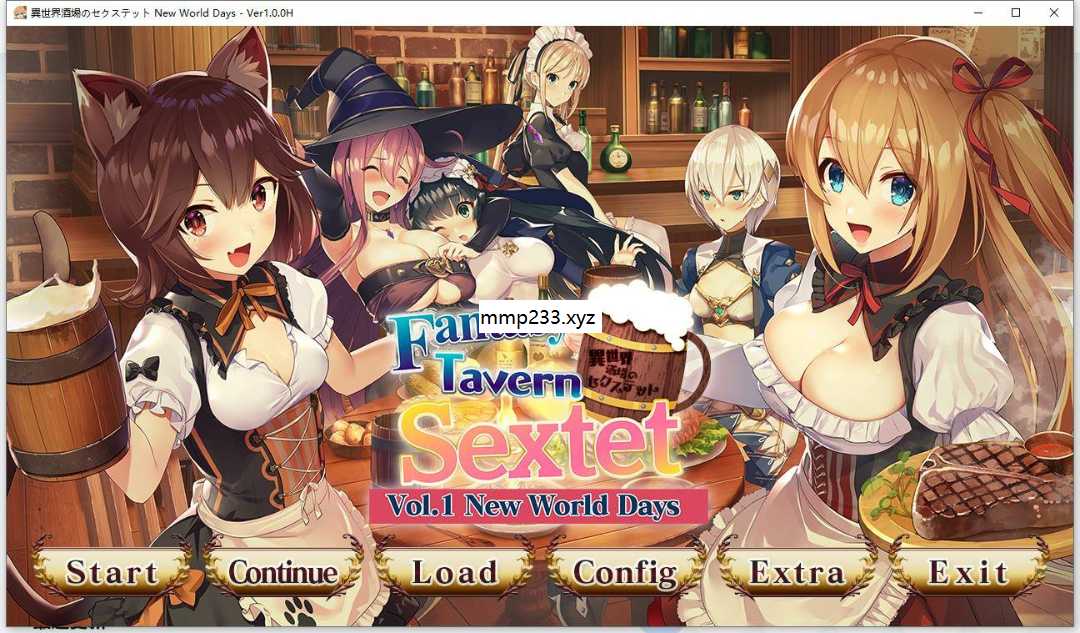 異世界酒場のセクステット New World Days - Ver1.0.0H
mmp233.xyz
Fantasy
Tavern
異世界
酒場の
セクステット
Sextet
Vol.1 New World Days
Start
Continue
Load
Config
Extra
Exit